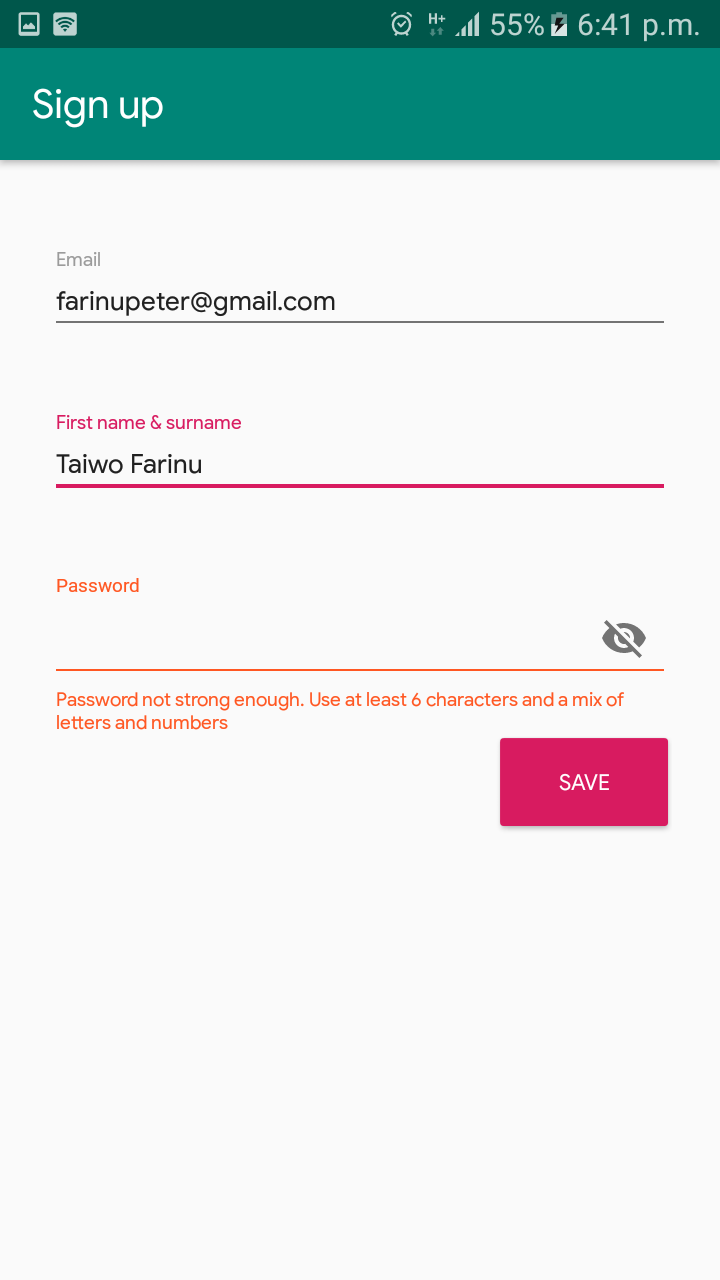 H+ 55% 6:41 p.m.
Sign up
Email
farinupeter@gmail.com
First name & surname
Taiwo Farinu
Password
Password not strong enough. Use at least 6 characters and a mix of
letters and numbers
SAVE